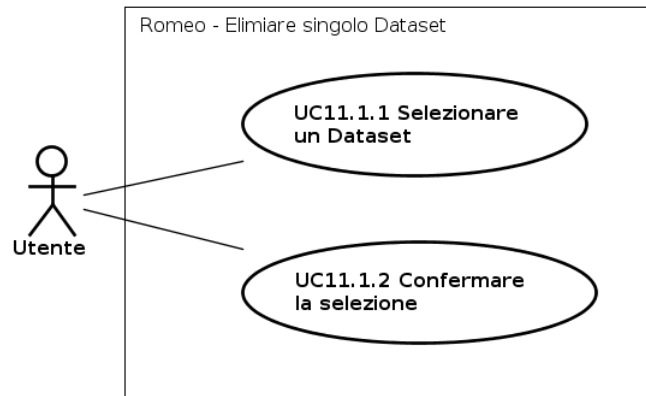 Romeo - Elimiare singolo Dataset
UC11.1.1 Selezionare
un Dataset
Utente
UC11.1.2 Confermare
la selezione